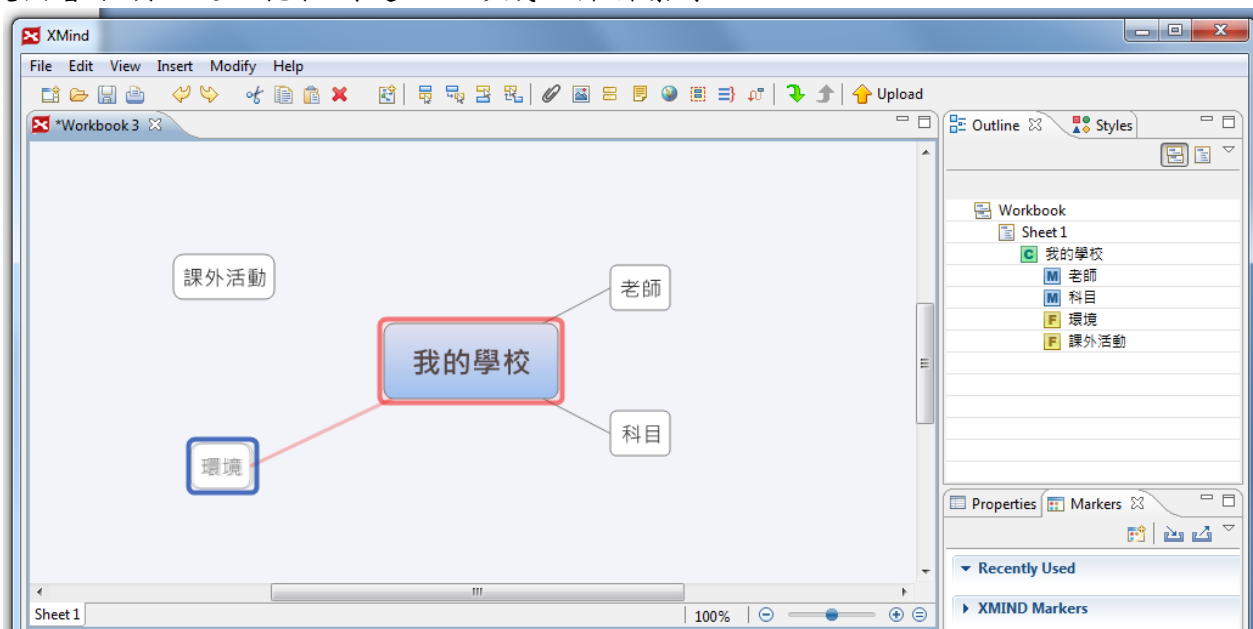 XMind
File Edit View Insert Modify Help
Upload
*Workbook 3
課外活動
老師
我的學校
科目
環境
Sheet 1
100%
Outline Styles
Workbook
Sheet 1
C 我的學校
M 老師
M 科目
F 環境
F 課外活動
Properties Markers
Recently Used
XMIND Markers